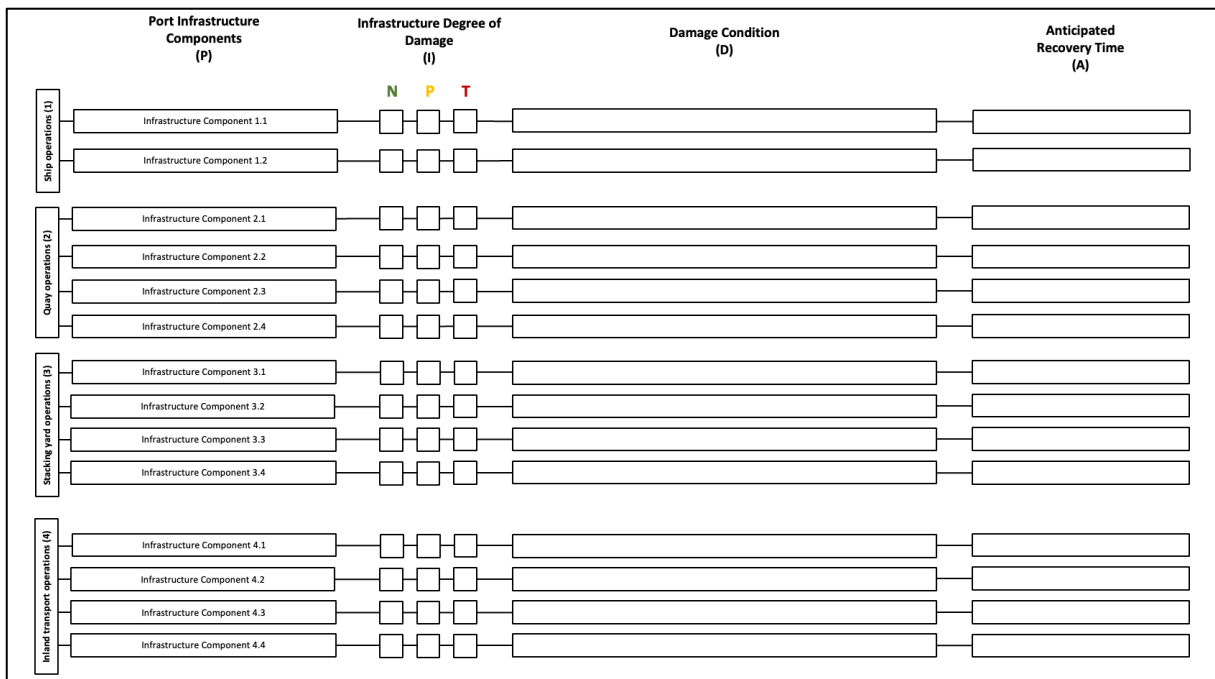 Port Infrastructure
Components
(P)
Infrastructure Degree of
Damage
(I)
Damage Condition
(D)
Anticipated
Recovery Time
(A)
N P T
Ship operations (1)
Infrastructure Component 1.1
Infrastructure Component 1.2
Quay operations (2)
Infrastructure Component 2.1
Infrastructure Component 2.2
Infrastructure Component 2.3
Infrastructure Component 2.4
Stacking yard operations (3)
Infrastructure Component 3.1
Infrastructure Component 3.2
Infrastructure Component 3.3
Infrastructure Component 3.4
Inland transport operations (4)
Infrastructure Component 4.1
Infrastructure Component 4.2
Infrastructure Component 4.3
Infrastructure Component 4.4